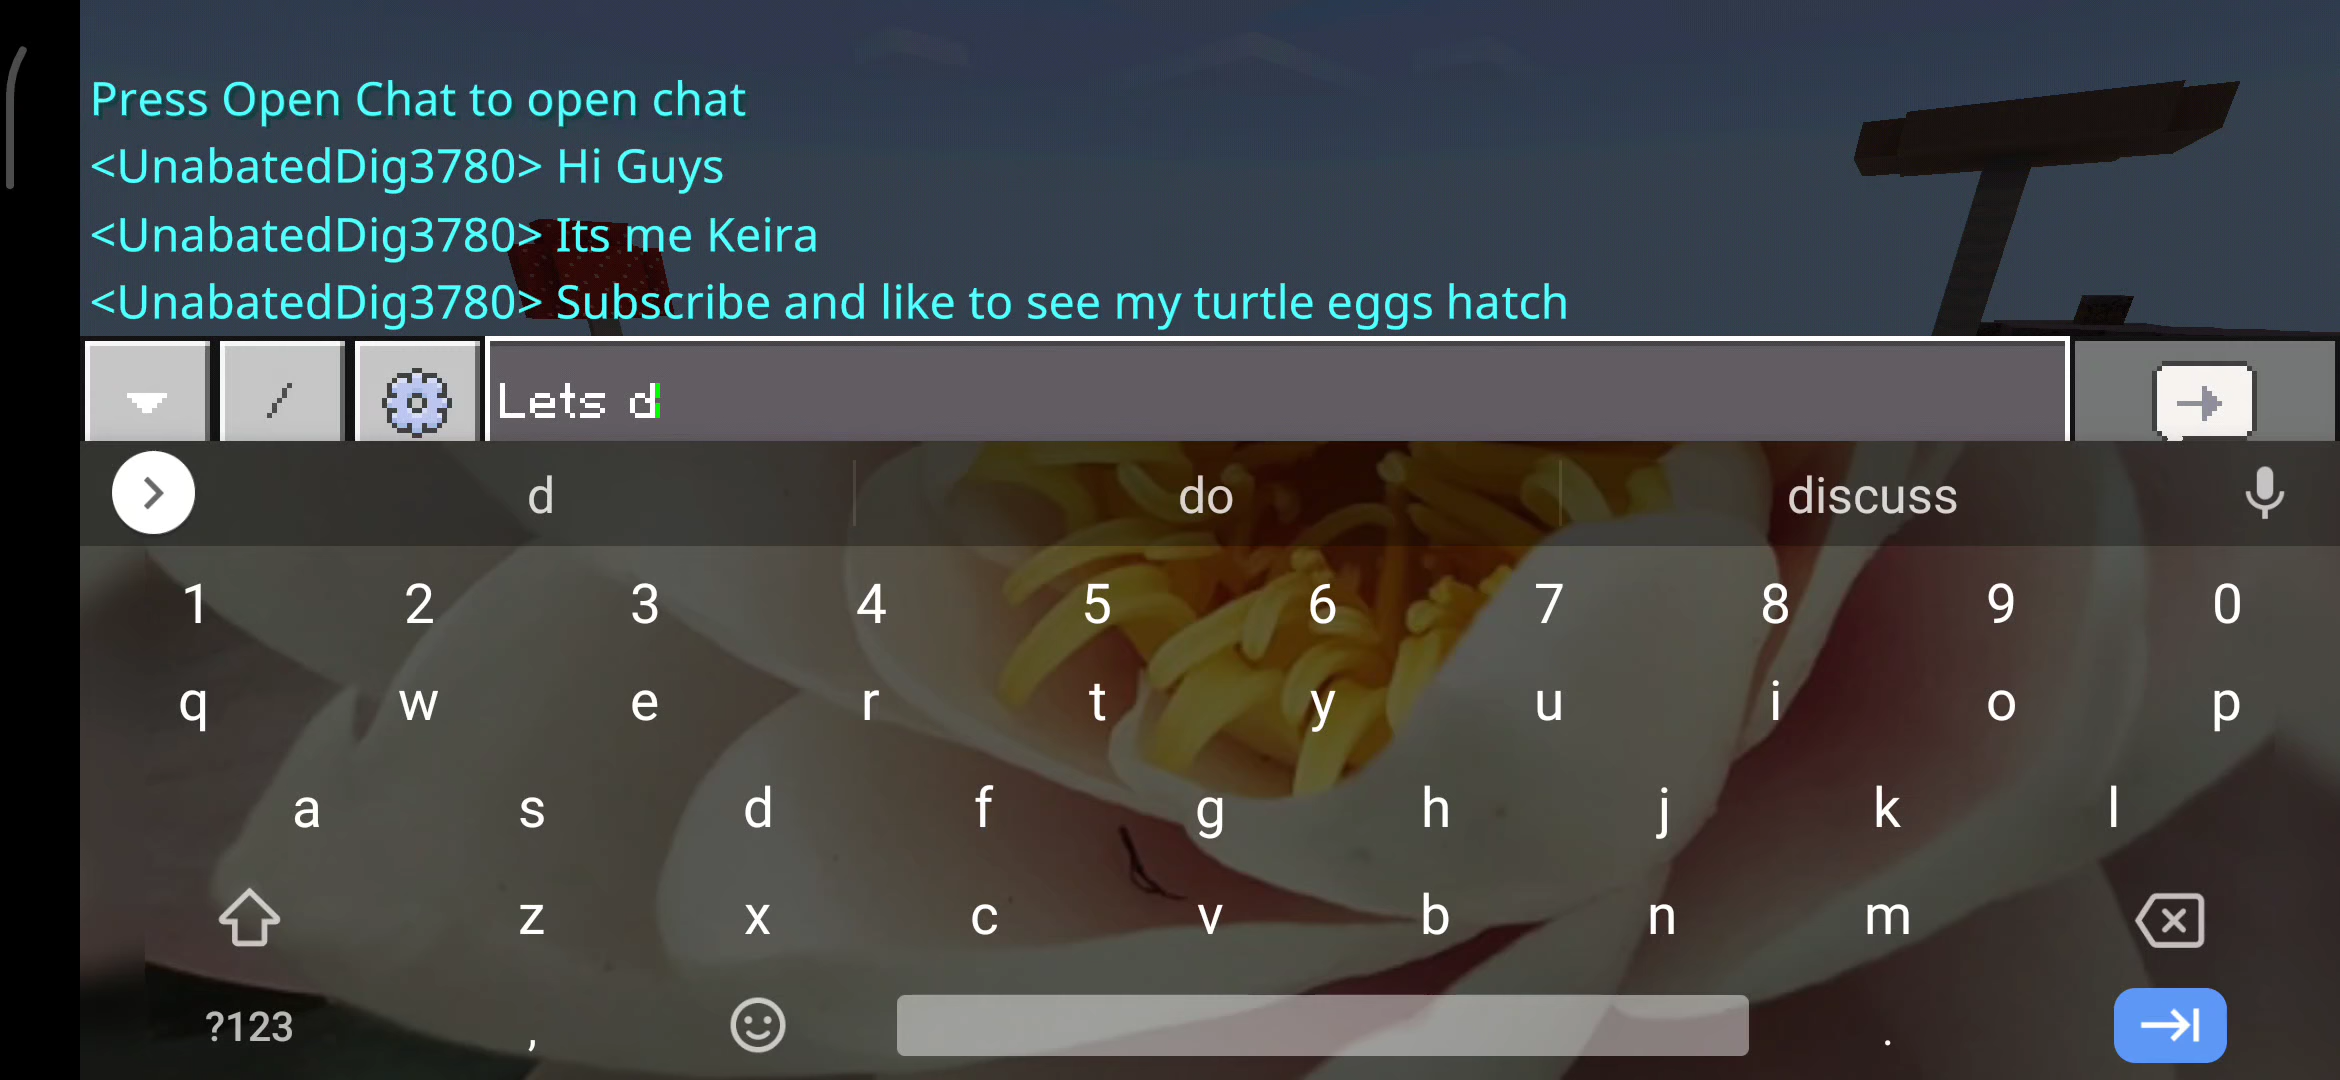 Press Open Chat to open chat
<UnabatedDig3780> Hi Guys
<UnabatedDig3780> Its me Keira
<UnabatedDig3780> Subscribe and like to see my turtle eggs hatch
/ Lets d
d do discuss
1 2 3 4 5 6 7 8 9 0
q w e r t y u i o p
a s d f g h j k l
z x c v b n m
?123 , .